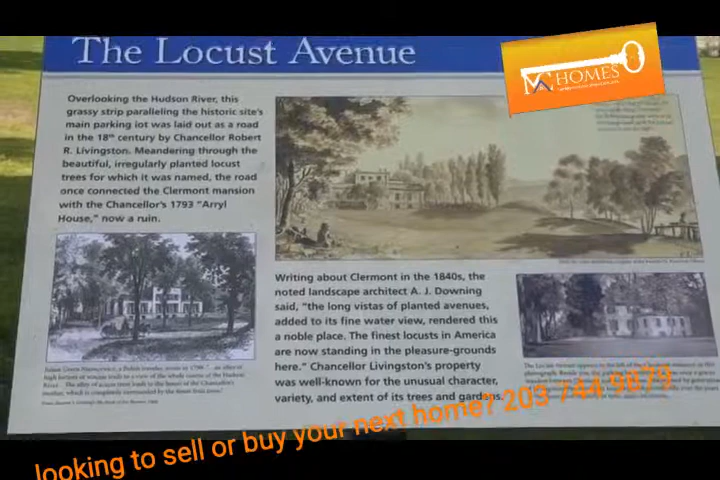 The Locust Avenue
MC HOMES
Overlooking the Hudson River, this
grassy strip paralleling the historic site's
main parking lot was laid out as a road
in the 18th century by Chancellor Robert
R. Livingston. Meandering through the
beautiful, irregularly planted locust
trees for which it was named, the road
once connected the Clermont mansion
with the Chancellor's 1793 "Arryl
House," now a ruin.
Writing about Clermont in the 1840s, the
noted landscape architect A. J. Downing
said, "the long vistas of planted avenues,
added to its fine water view, rendered this
a noble place. The finest locusts in America
are now standing in the pleasure-grounds
here." Chancellor Livingston's property
was well-known for the unusual character,
variety, and extent of its trees and gardens.
looking to sell or buy your next home? 203 744 9879